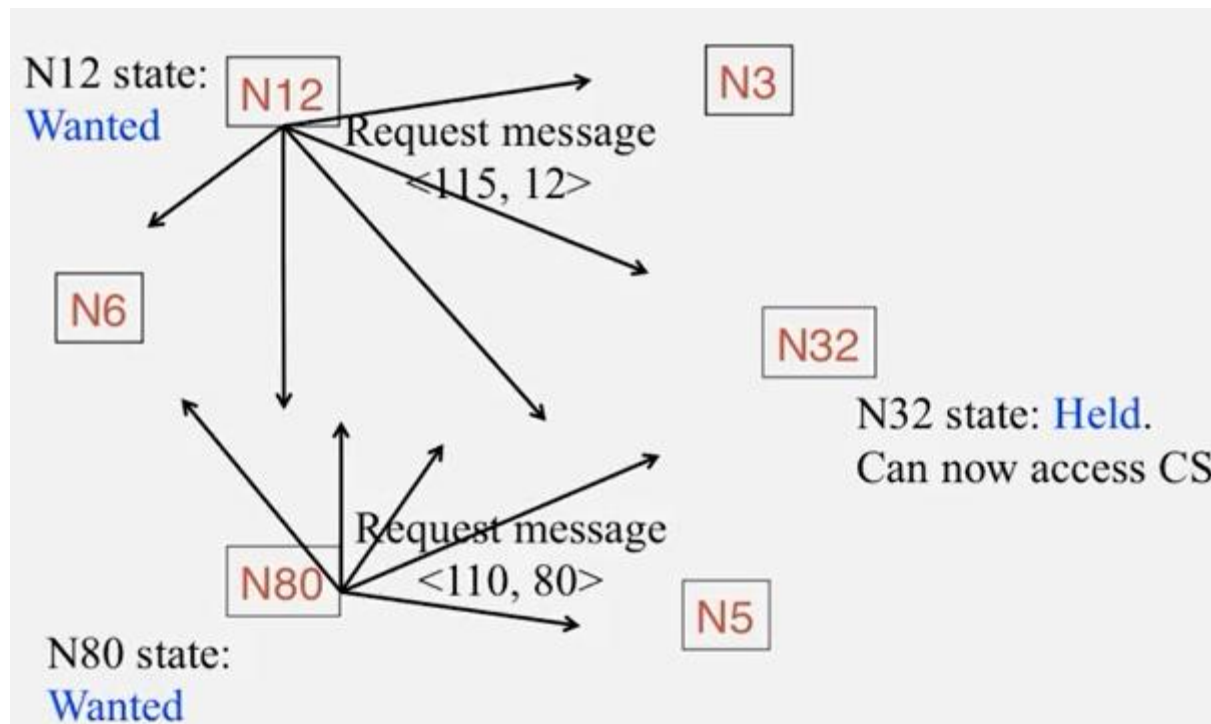 N12 state:
Wanted
N12
N3
Request message
<115, 12>
N6
N32
N32 state: Held.
Can now access CS
Request message
<110, 80>
N80
N5
N80 state:
Wanted